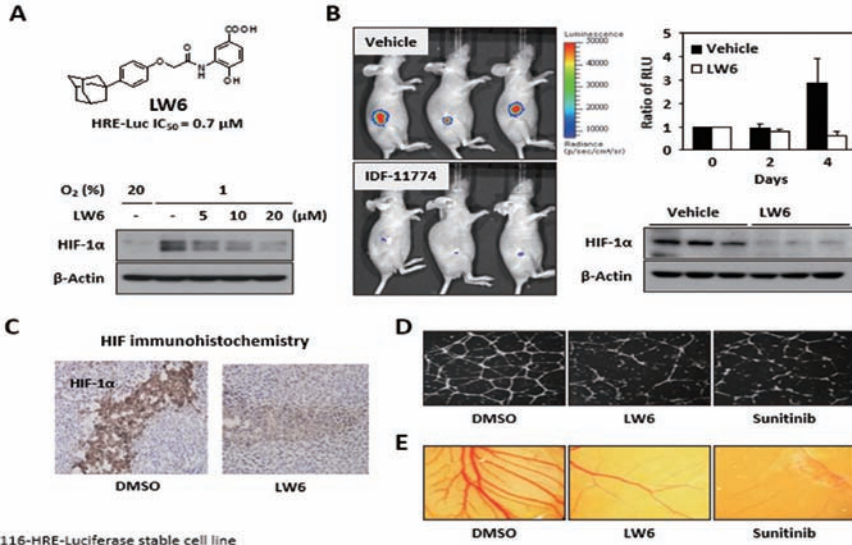 A
COOH
O
O
N
H
OH
LW6
HRE-Luc IC50 = 0.7 μM
O2 (%) 20 1
LW6 - - 5 10 20 (μM)
HIF-1α
β-Actin
B
Vehicle
IDF-11774
Luminescence
30000
20000
10000
Radiance
(p/sec/cm²/sr)
Ratio of RLU
5
4
3
2
1
0
Vehicle
LW6
0 2 4
Days
Vehicle LW6
HIF-1α
β-Actin
C
HIF immunohistochemistry
HIF-1α
DMSO LW6
D
DMSO LW6 Sunitinib
E
DMSO LW6 Sunitinib
116-HRE-Luciferase stable cell line